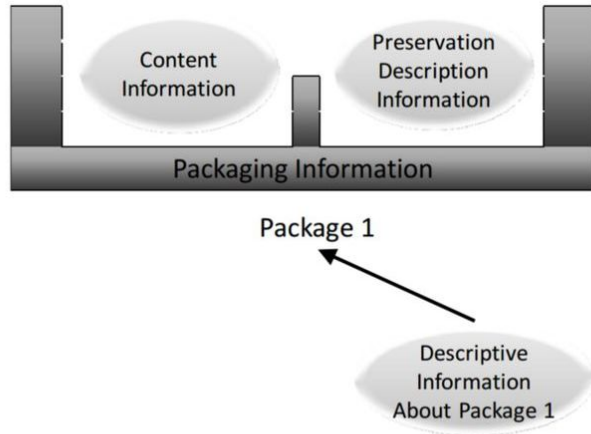 Content
Information
Preservation
Description
Information
Packaging Information
Package 1
Descriptive
Information
About Package 1